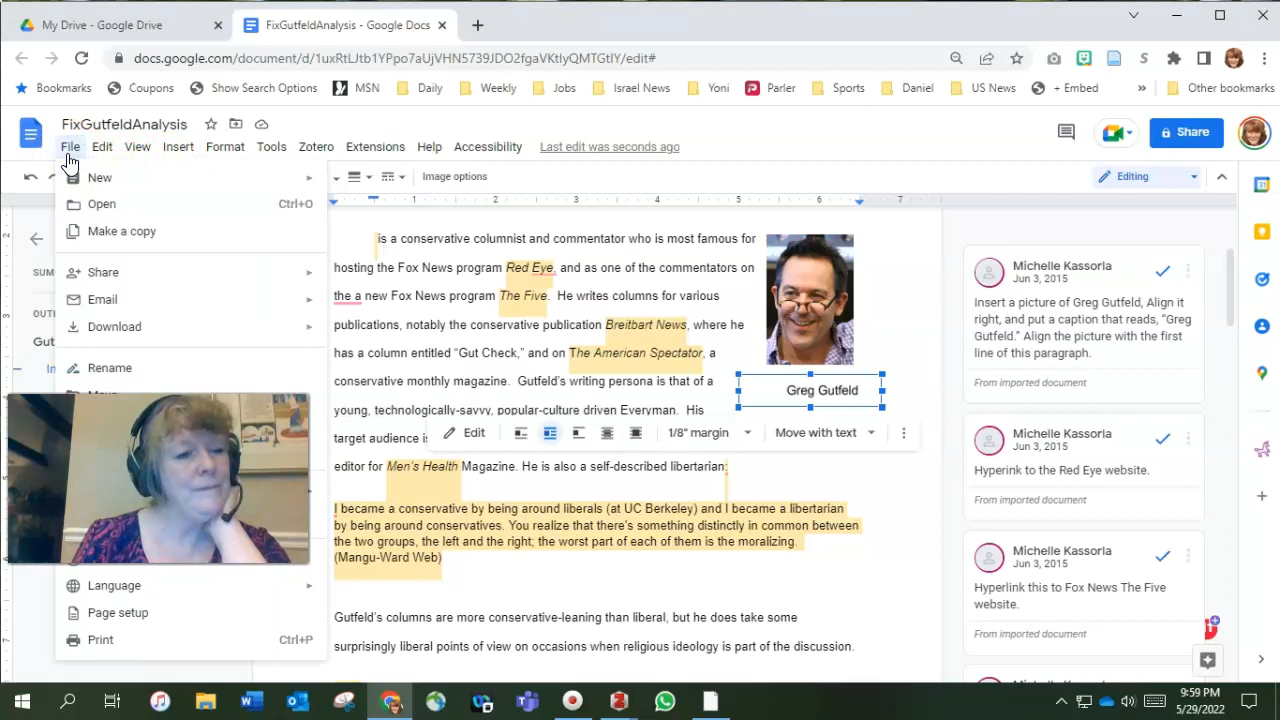 My Drive - Google Drive
FixGutfeldAnalysis - Google Docs
docs.google.com/document/d/1uxRtLJtb1YPpo7aUjVHN5739JDO2fgaVKtIyQMTGtIY/edit#
Bookmarks Coupons Show Search Options MSN Daily Weekly Jobs Israel News Yoni Parler Sports Daniel US News + Embed » Other bookmarks
FixGutfeldAnalysis
File Edit View Insert Format Tools Zotero Extensions Help Accessibility Last edit was seconds ago
Share
Image options
Editing
1 2 3 4 5 6 7
New
Open Ctrl+O
Make a copy
Share
Email
Download
Rename
Language
Page setup
Print Ctrl+P
is a conservative columnist and commentator who is most famous for
hosting the Fox News program Red Eye, and as one of the commentators on
the a new Fox News program The Five. He writes columns for various
publications, notably the conservative publication Breitbart News, where he
has a column entitled “Gut Check,” and on The American Spectator, a
conservative monthly magazine. Gutfeld’s writing persona is that of a
young, technologically-savvy, popular-culture driven Everyman. His
target audience is
editor for Men’s Health Magazine. He is also a self-described libertarian:
Greg Gutfeld
Edit 1/8" margin Move with text
I became a conservative by being around liberals (at UC Berkeley) and I became a libertarian
by being around conservatives. You realize that there’s something distinctly in common between
the two groups, the left and the right; the worst part of each of them is the moralizing.
(Mangu-Ward Web)
Gutfeld’s columns are more conservative-leaning than liberal, but he does take some
surprisingly liberal points of view on occasions when religious ideology is part of the discussion.
Michelle Kassorla
Jun 3, 2015
Insert a picture of Greg Gutfeld, Align it
right, and put a caption that reads, “Greg
Gutfeld.” Align the picture with the first
line of this paragraph.
From imported document
Michelle Kassorla
Jun 3, 2015
Hyperink to the Red Eye website.
From imported document
Michelle Kassorla
Jun 3, 2015
Hyperlink this to Fox News The Five
website.
From imported document
9:59 PM
5/29/2022